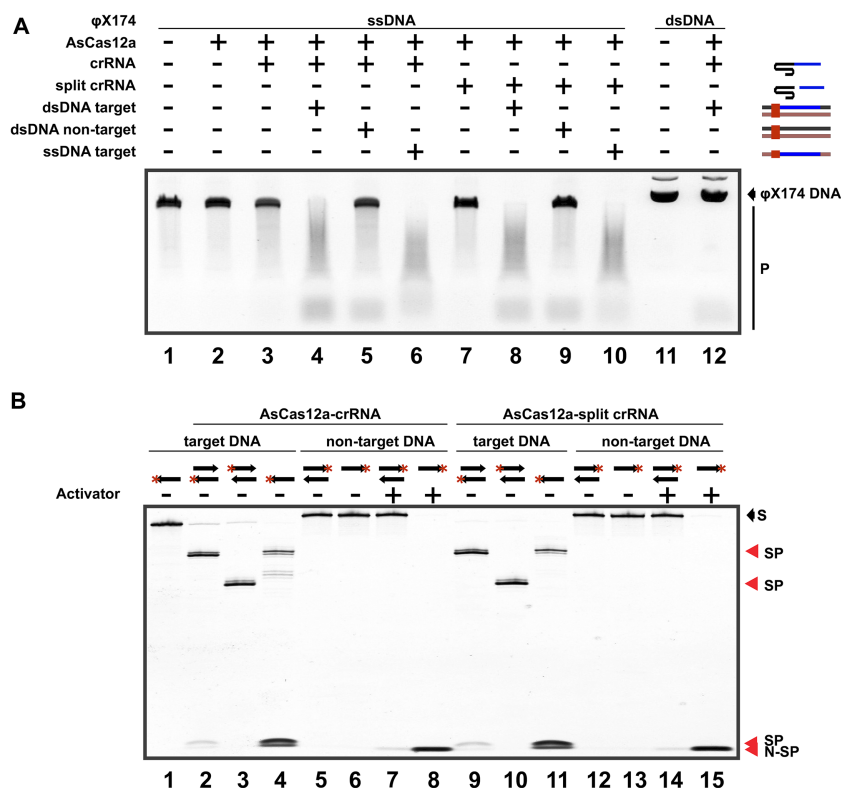 A
φX174 ssDNA dsDNA
AsCas12a - + + + + + + + + + - +
crRNA - - + + + + - - - - - +
split crRNA - - - - - - + + + + - -
dsDNA target - - - + - - - + - - - +
dsDNA non-target - - - - + - - - + - - -
ssDNA target - - - - - + - - - + - -
φX174 DNA
P
1 2 3 4 5 6 7 8 9 10 11 12
B
AsCas12a-crRNA AsCas12a-split crRNA
target DNA non-target DNA target DNA non-target DNA
* * * * * * * * * * * * * * *
Activator - - - - - - + + - - - - - + +
S
SP
SP
SP
N-SP
1 2 3 4 5 6 7 8 9 10 11 12 13 14 15